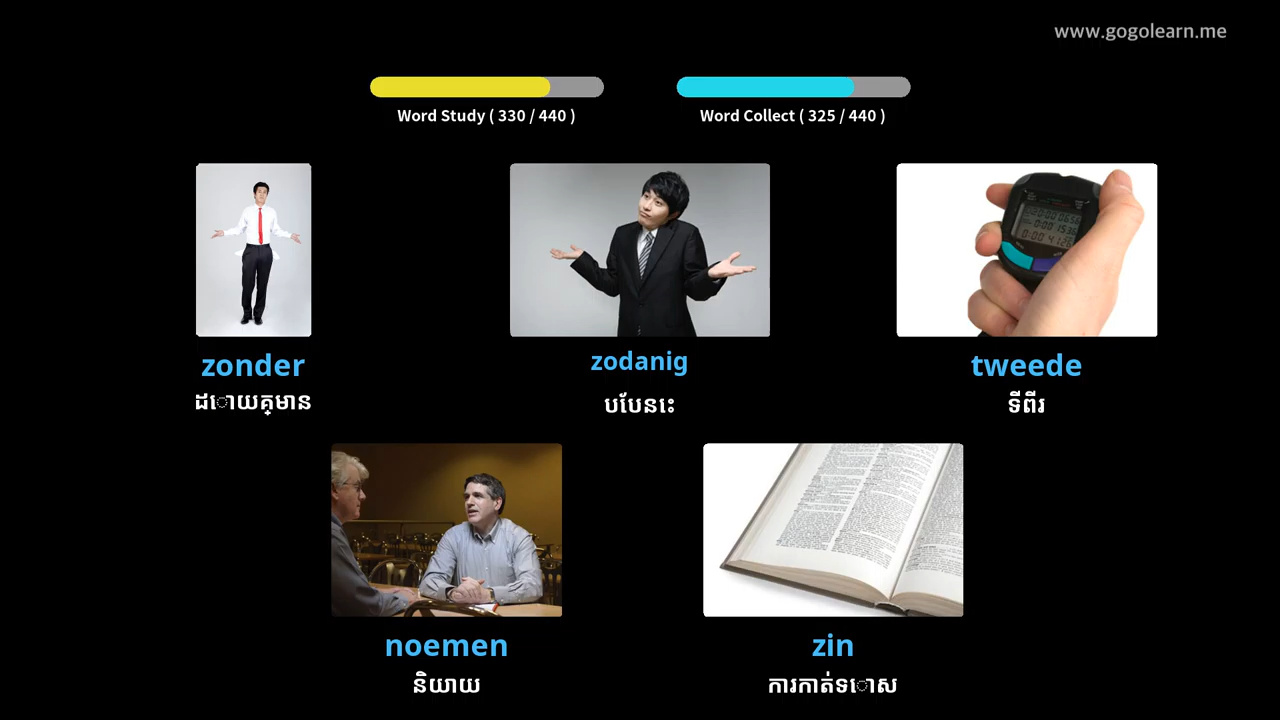 www.gogolearn.me
Word Study ( 330 / 440 )
Word Collect ( 325 / 440 )
zonder
ដោយគ្មាន
zodanig
បបែនេះ
tweede
ទីពីរ
noemen
និយាយ
zin
ការកាត់ទោស